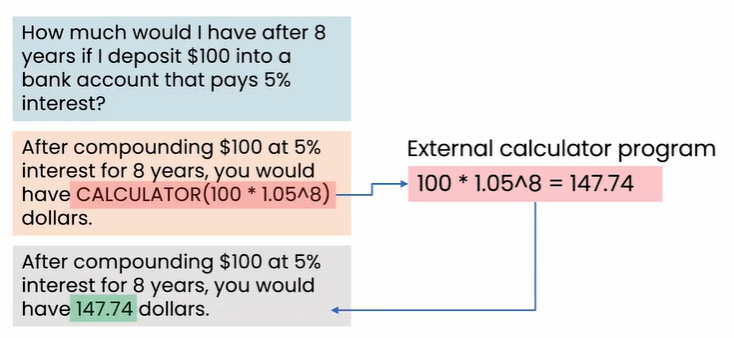 How much would I have after 8
years if I deposit $100 into a
bank account that pays 5%
interest?
After compounding $100 at 5%
interest for 8 years, you would
have CALCULATOR(100 * 1.05^8)
dollars.
External calculator program
100 * 1.05^8 = 147.74
After compounding $100 at 5%
interest for 8 years, you would
have 147.74 dollars.